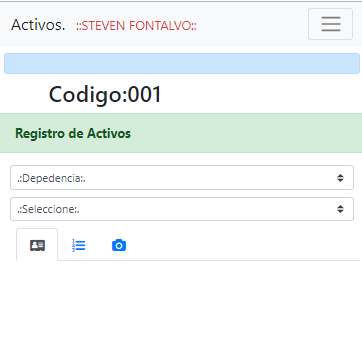 Activos. ::STEVEN FONTALVO::
Codigo:001
Registro de Activos
.:Depedencia:.
.:Seleccione:.